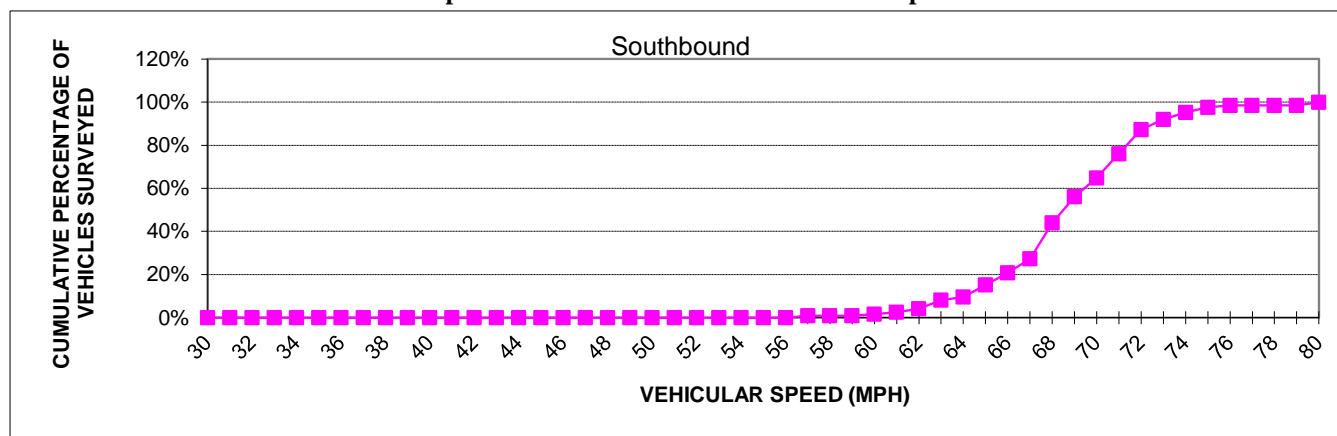 Southbound
CUMULATIVE PERCENTAGE OF
VEHICLES SURVEYED
120%
100%
80%
60%
40%
20%
0%
30 32 34 36 38 40 42 44 46 48 50 52 54 56 58 60 62 64 66 68 70 72 74 76 78 80
VEHICULAR SPEED (MPH)